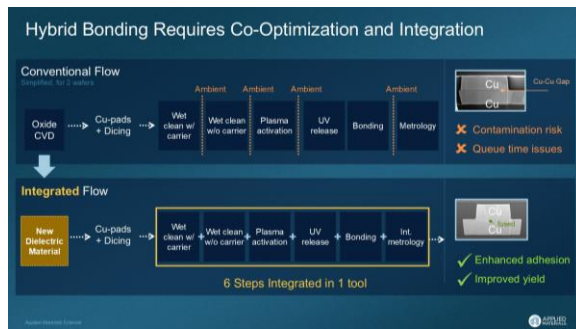 Hybrid Bonding Requires Co-Optimization and Integration
Conventional Flow
Simplified, for 2 wafers
Ambient
Ambient
Ambient
Ambient
Oxide
CVD
Cu-pads
+ Dicing
Wet
clean w/
carrier
Wet clean
w/o carrier
Plasma
activation
UV
release
Bonding
Metrology
Cu
Cu
Cu-Cu Gap
Contamination risk
Queue time issues
Integrated Flow
New
Dielectric
Material
Cu-pads
+ Dicing
Wet
clean w/
carrier
+
Wet clean
w/o carrier
+
Plasma
activation
+
UV
release
+
Bonding
+
Int.
metrology
6 Steps Integrated in 1 tool
Cu
Cu
Enhanced adhesion
Improved yield
APPLIED
MATERIALS